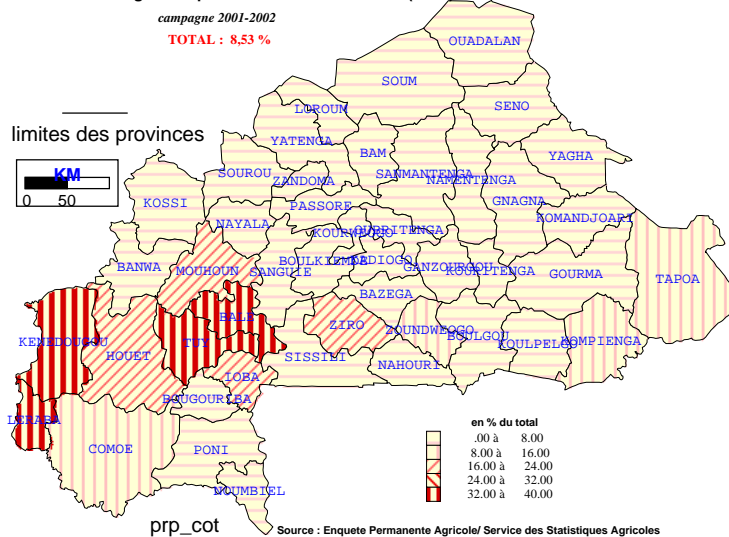 campagne 2001-2002
TOTAL : 8,53 %
OUADALAN
SOUM
LOROUM
SENO
limites des provinces
YATENGA
BAM
YAGHA
KM
0 50
SOUROU
ZANDOMA
SANMANTENGA
NAMENTENGA
KOSSI
PASSORE
GNAGNA
KOMANDJOARI
NAYALA
KOURWEOGO
OUBRITENGA
BANWA
MOUHOUN
SANGUIE
BOULKIEMDE
KADIOGO
GANZOURGOU
KOURITENGA
GOURMA
TAPOA
BAZEGA
BALE
ZIRO
ZOUNDWEOGO
BOULGOU
KOULPELGO
KOMPIENGA
KENEDOUGOU
HOUET
TUY
SISSILI
NAHOURI
IOBA
BOUGOURIBA
LERABA
COMOE
PONI
NOUMBIEL
en % du total
.00 à 8.00
8.00 à 16.00
16.00 à 24.00
24.00 à 32.00
32.00 à 40.00
prp_cot
Source : Enquete Permanente Agricole/ Service des Statistiques Agricoles